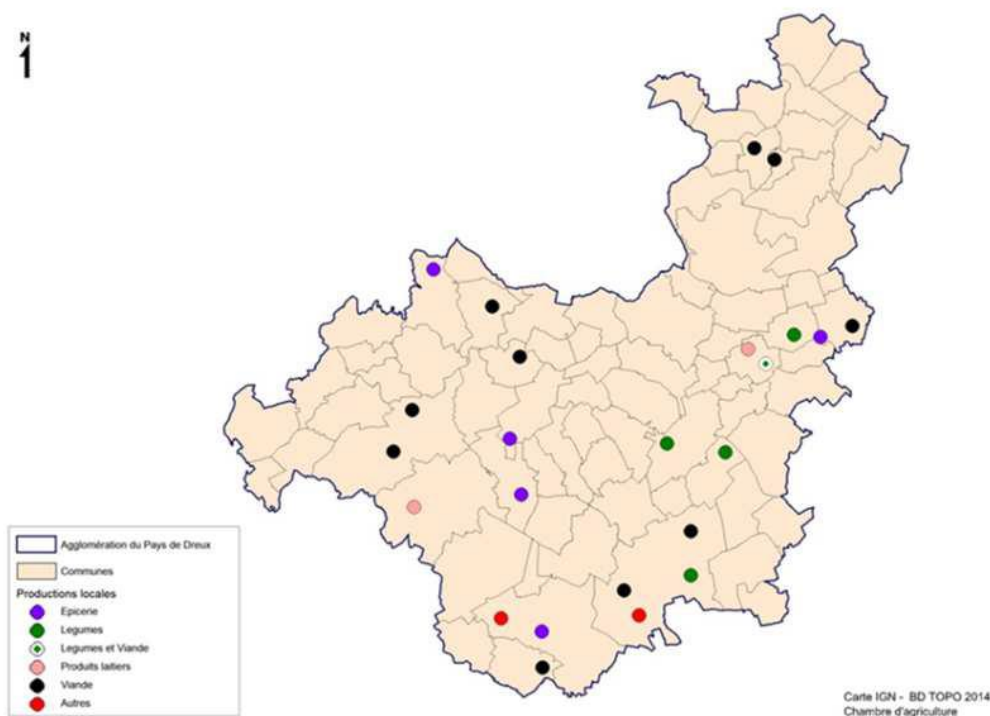 N
Agglomération du Pays de Dreux
Communes
Productions locales
Epicerie
Legumes
Legumes et Viande
Produits laitiers
Viande
Autres
Carte IGN - BD TOPO 2014
Chambre d'agriculture